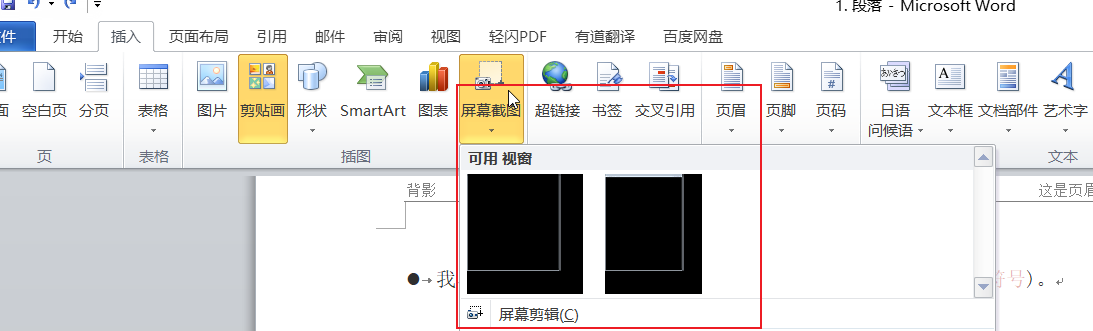 1. 段落 - Microsoft Word
件 开始 插入 页面布局 引用 邮件 审阅 视图 轻闪PDF 有道翻译 百度网盘
面 空白页 分页 表格 图片 剪贴画 形状 SmartArt 图表 屏幕截图 超链接 书签 交叉引用 页眉 页脚 页码 日语 文本框 文档部件 艺术字
问候语
页 表格 插图 文本
可用 视窗
背影 这是页眉
我 符号)。
屏幕剪辑(C)